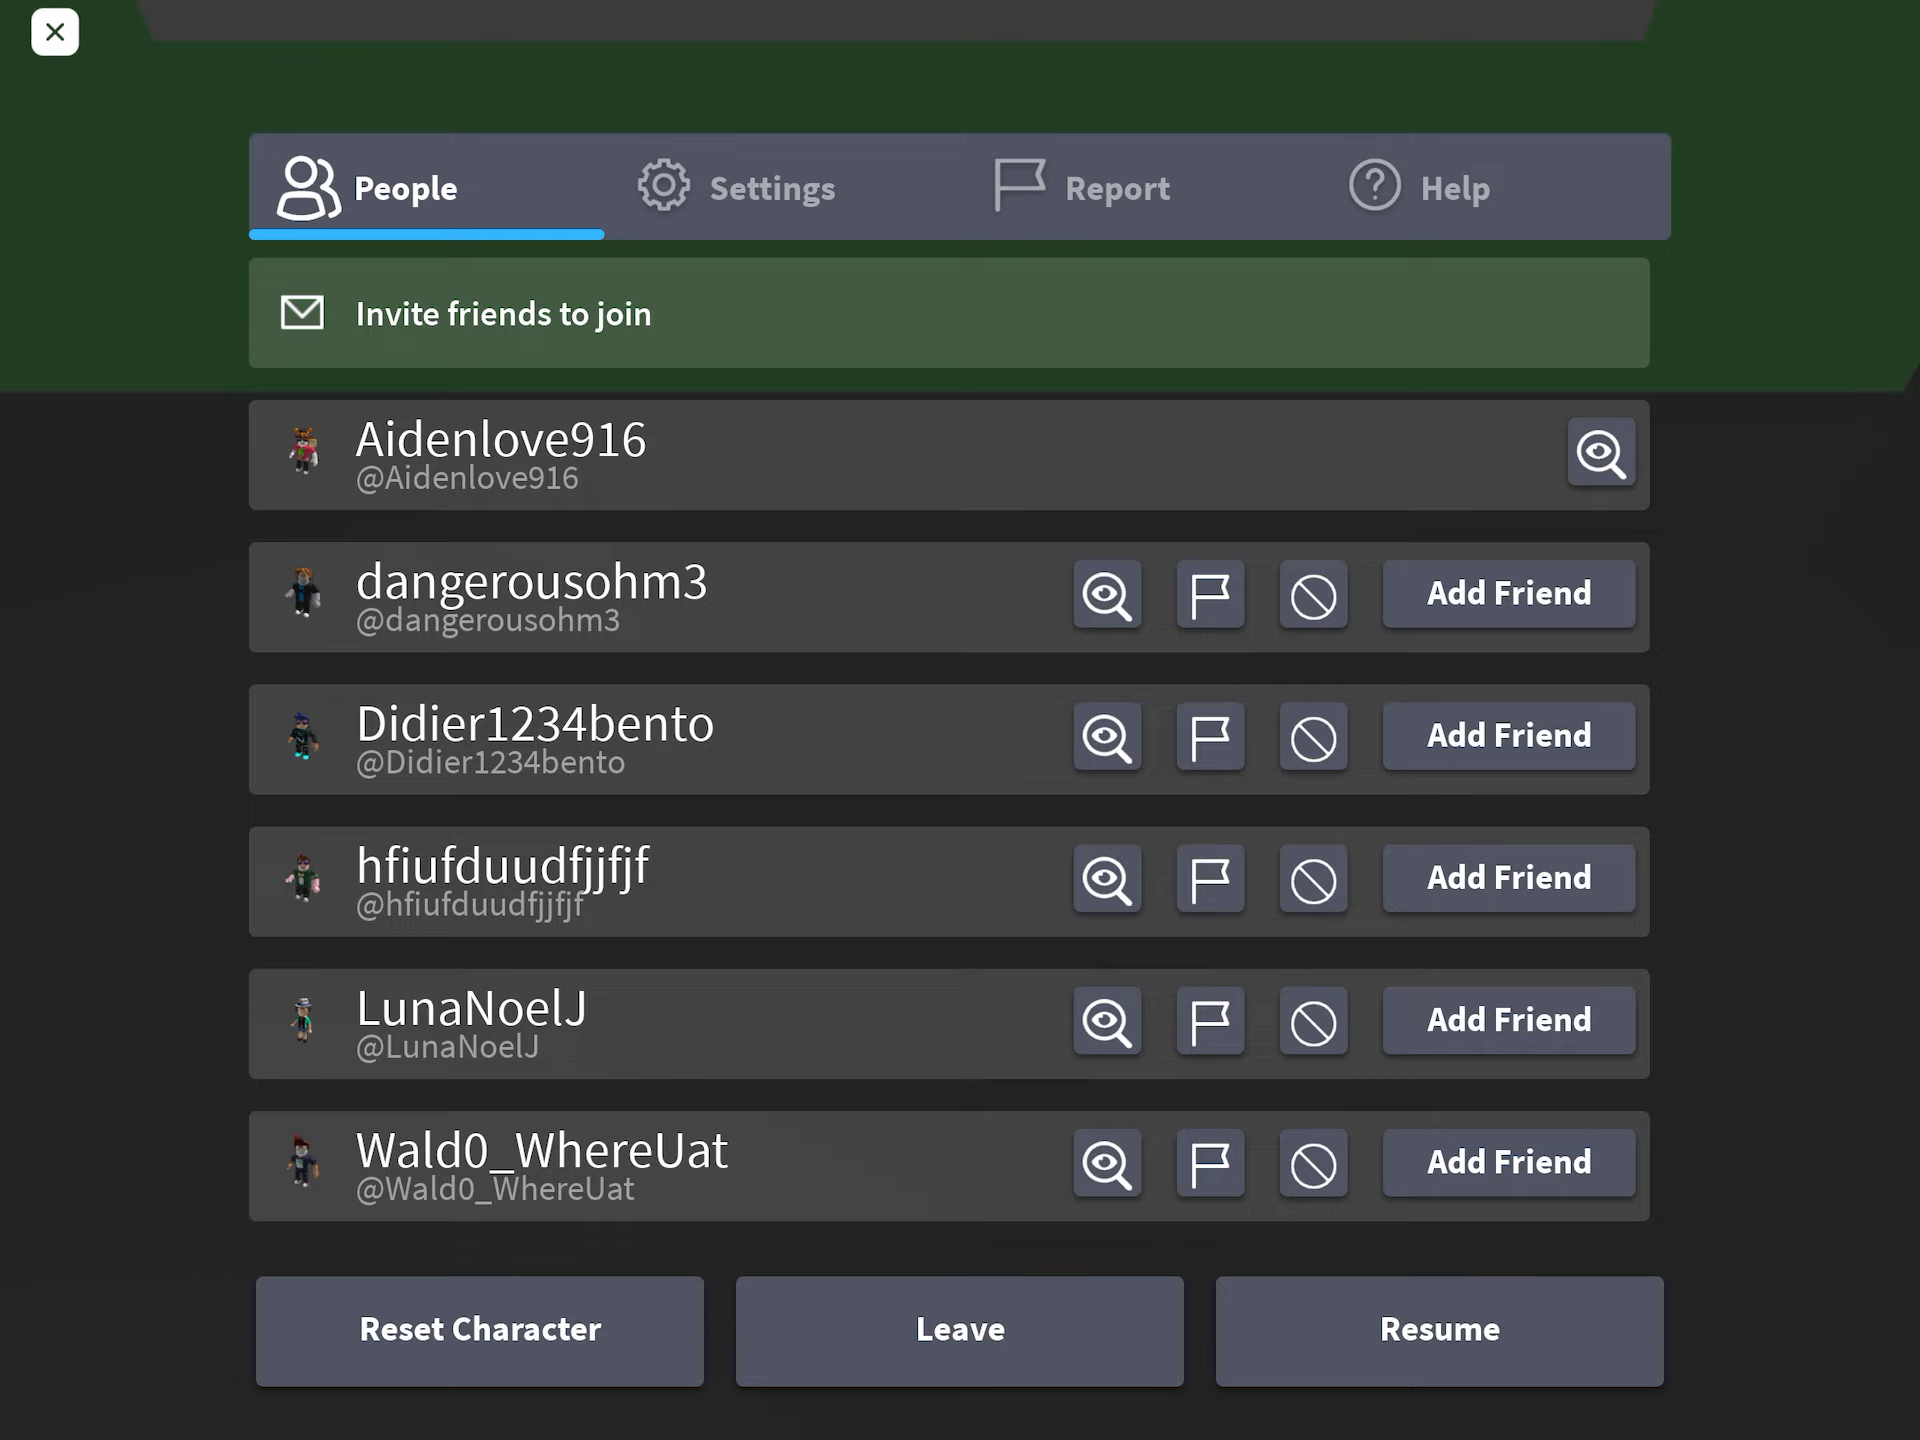 People
Settings
Report
Help
Invite friends to join
Aidenlove916
@Aidenlove916
dangerousohm3
@dangerousohm3
Add Friend
Didier1234bento
@Didier1234bento
Add Friend
hfiufduudfjjfjf
@hfiufduudfjjfjf
Add Friend
LunaNoelJ
@LunaNoelJ
Add Friend
Wald0_WhereUat
@Wald0_WhereUat
Add Friend
Reset Character
Leave
Resume